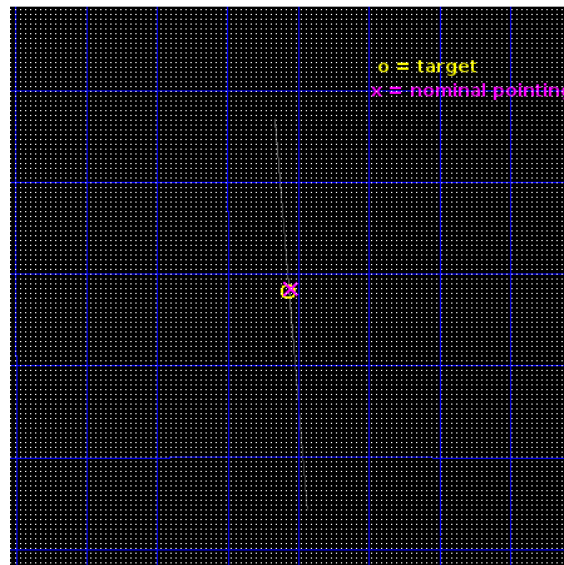 o = target
x = nominal pointing